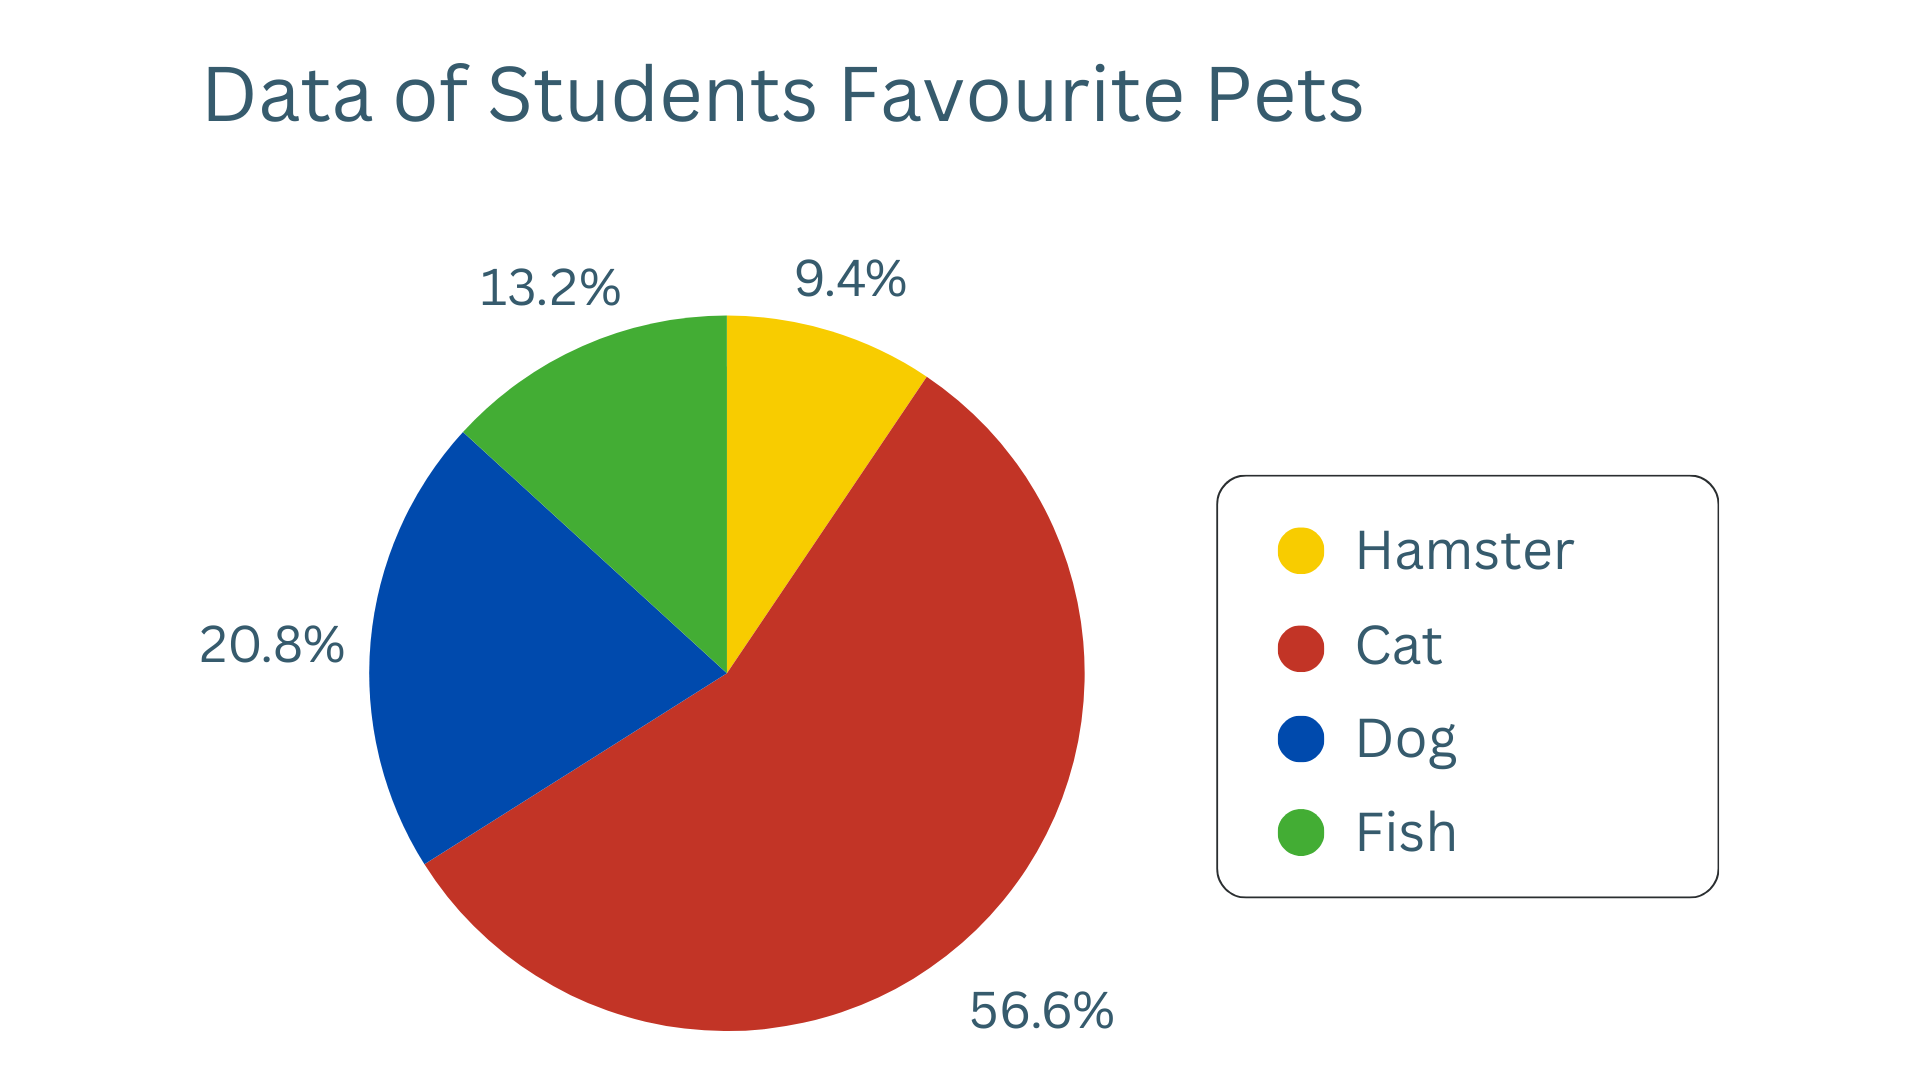 Data of Students Favourite Pets
13.2%
9.4%
20.8%
56.6%
Hamster
Cat
Dog
Fish